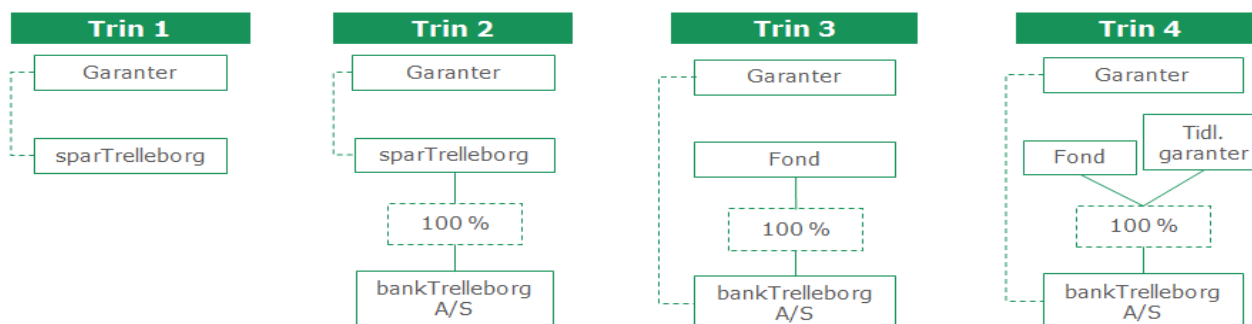 Trin 1
Garanter
sparTrelleborg
Trin 2
Garanter
sparTrelleborg
100 %
bankTrelleborg
A/S
Trin 3
Garanter
Fond
100 %
bankTrelleborg
A/S
Trin 4
Garanter
Fond
Tidl.
garanter
100 %
bankTrelleborg
A/S